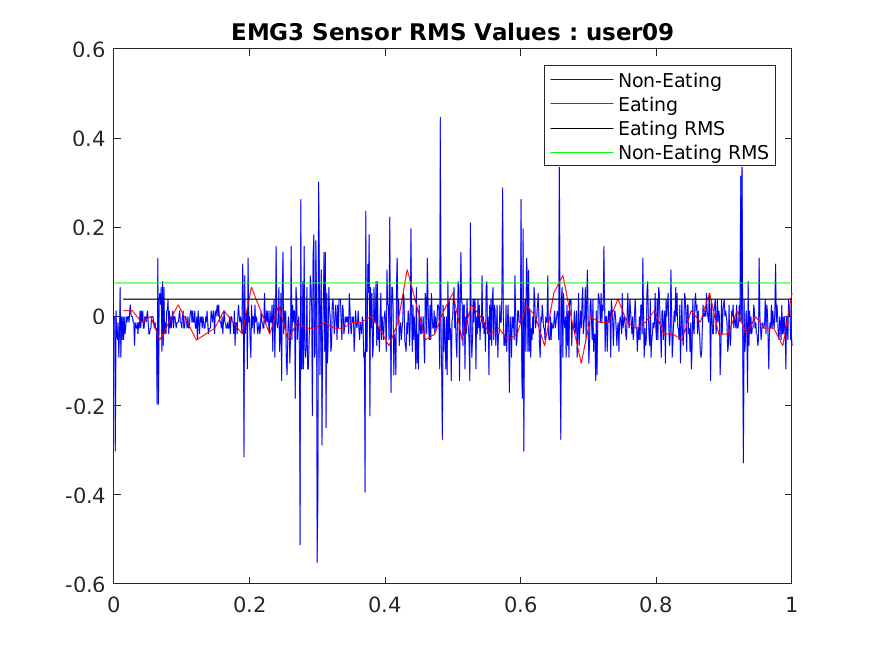 EMG3 Sensor RMS Values : user09
0.6
Non-Eating
Eating
Eating RMS
Non-Eating RMS
0.4
0.2
0
-0.2
-0.4
-0.6
0 0.2 0.4 0.6 0.8 1